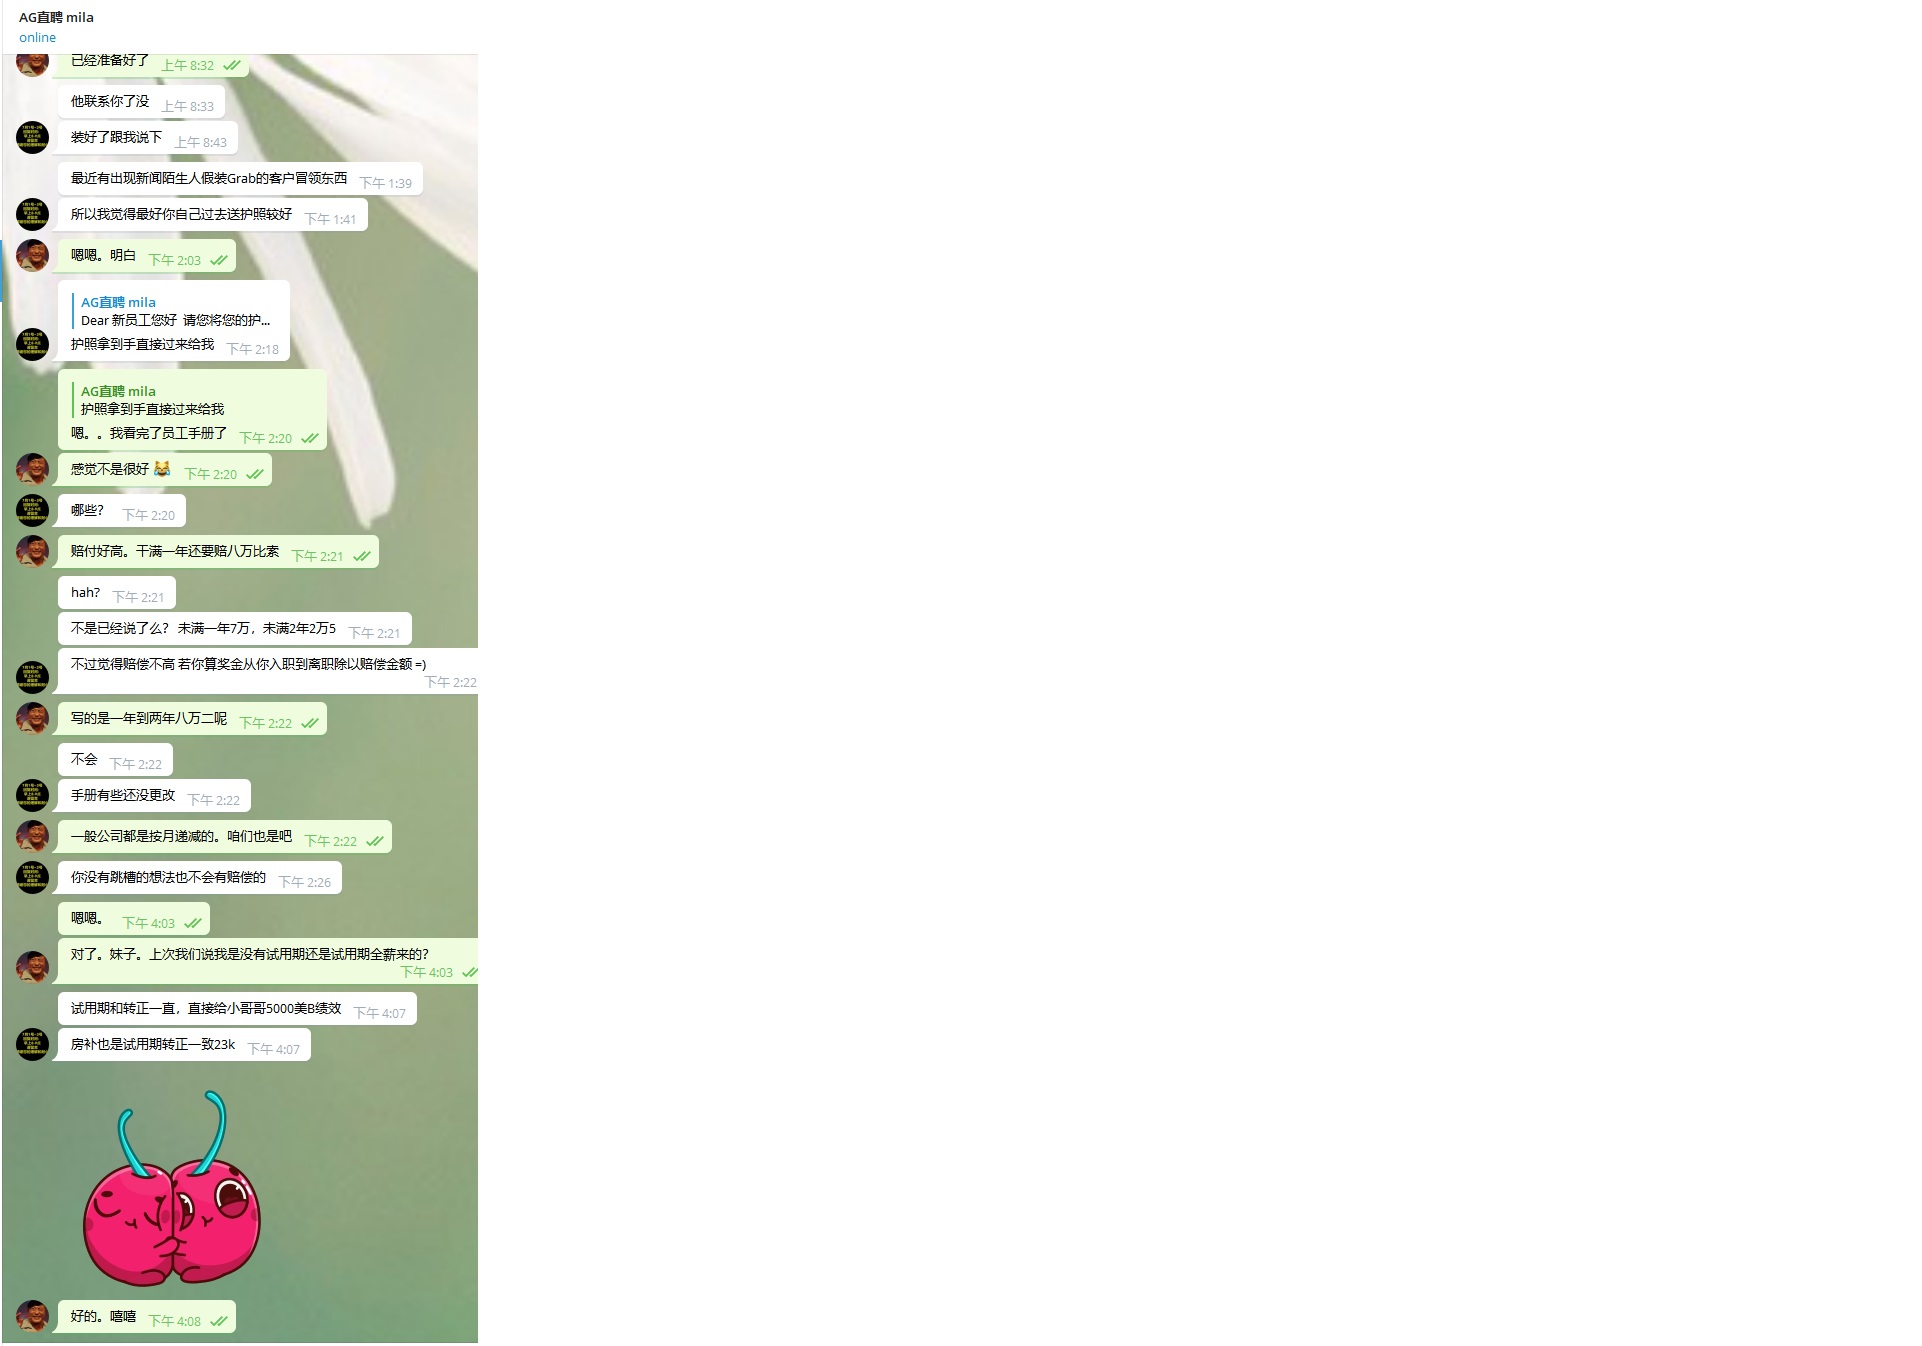 AG直聘 mila
online
已经准备好了 上午 8:32
他联系你了没 上午 8:33
装好了跟我说下 上午 8:43
最近有出现新闻陌生人假装Grab的客户冒领东西 下午 1:39
所以我觉得最好你自己过去送护照较好 下午 1:41
嗯嗯。明白 下午 2:03
AG直聘 mila
Dear 新员工您好 请您将您的护...
护照拿到手直接过来给我 下午 2:18
AG直聘 mila
护照拿到手直接过来给我
嗯。。我看完了员工手册了 下午 2:20
感觉不是很好 下午 2:20
哪些? 下午 2:20
赔付好高。干满一年还要赔八万比索 下午 2:21
hah? 下午 2:21
不是已经说了么? 未满一年7万，未满2年2万5 下午 2:21
不过觉得赔偿不高 若你算奖金从你入职到离职除以赔偿金额 =)
下午 2:22
写的是一年到两年八万二呢 下午 2:22
不会 下午 2:22
手册有些还没更改 下午 2:22
一般公司都是按月递减的。咱们也是吧 下午 2:22
你没有跳槽的想法也不会有赔偿的 下午 2:26
嗯嗯。 下午 4:03
对了。妹子。上次我们说我是没有试用期还是试用期全薪来的?
下午 4:03
试用期和转正一直，直接给小哥哥5000美B绩效 下午 4:07
房补也是试用期转正一致23k 下午 4:07
好的。嘻嘻 下午 4:08